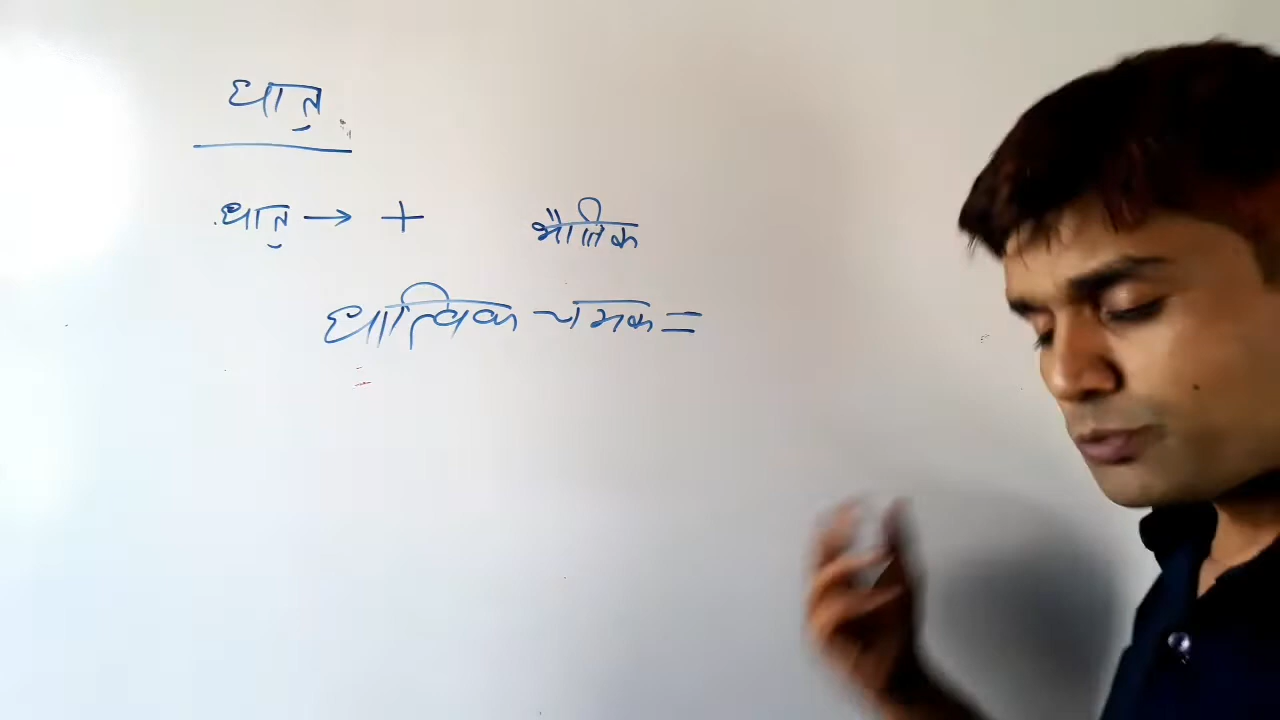 धातु
धातु → + भौतिक
धात्विक चमक =